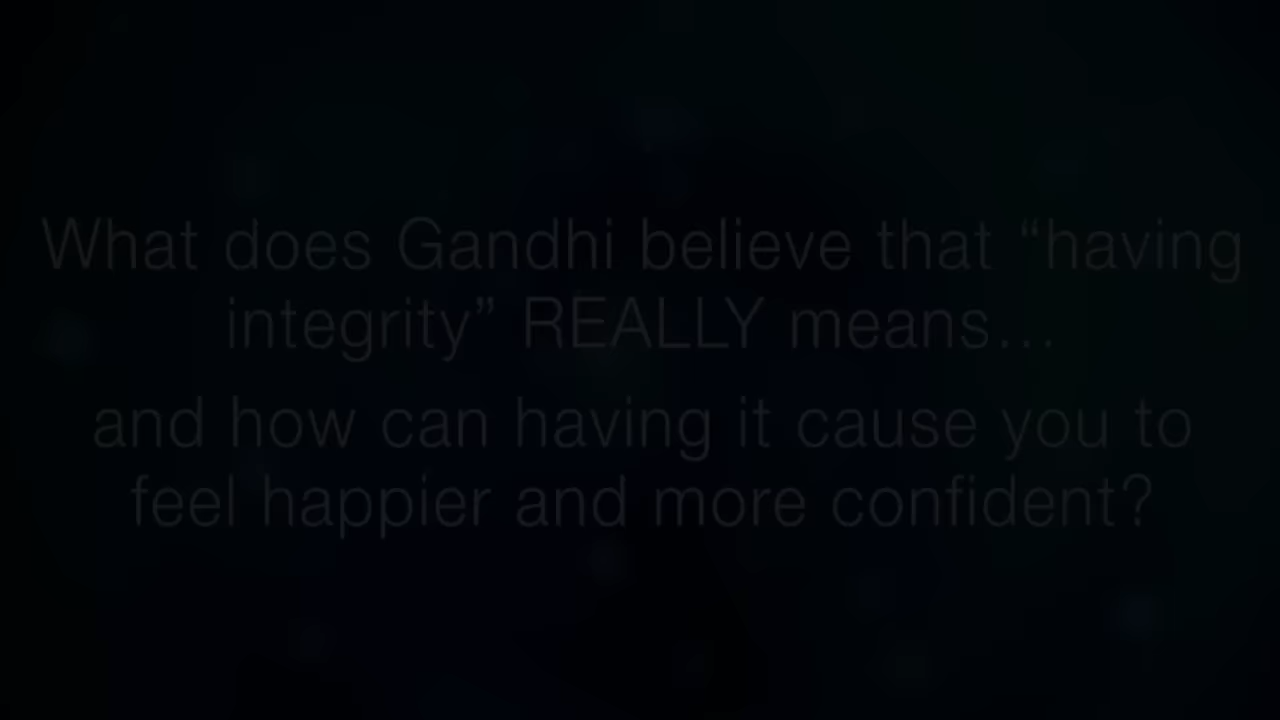 What does Gandhi believe that “having
integrity” REALLY means...
and how can having it cause you to
feel happier and more confident?